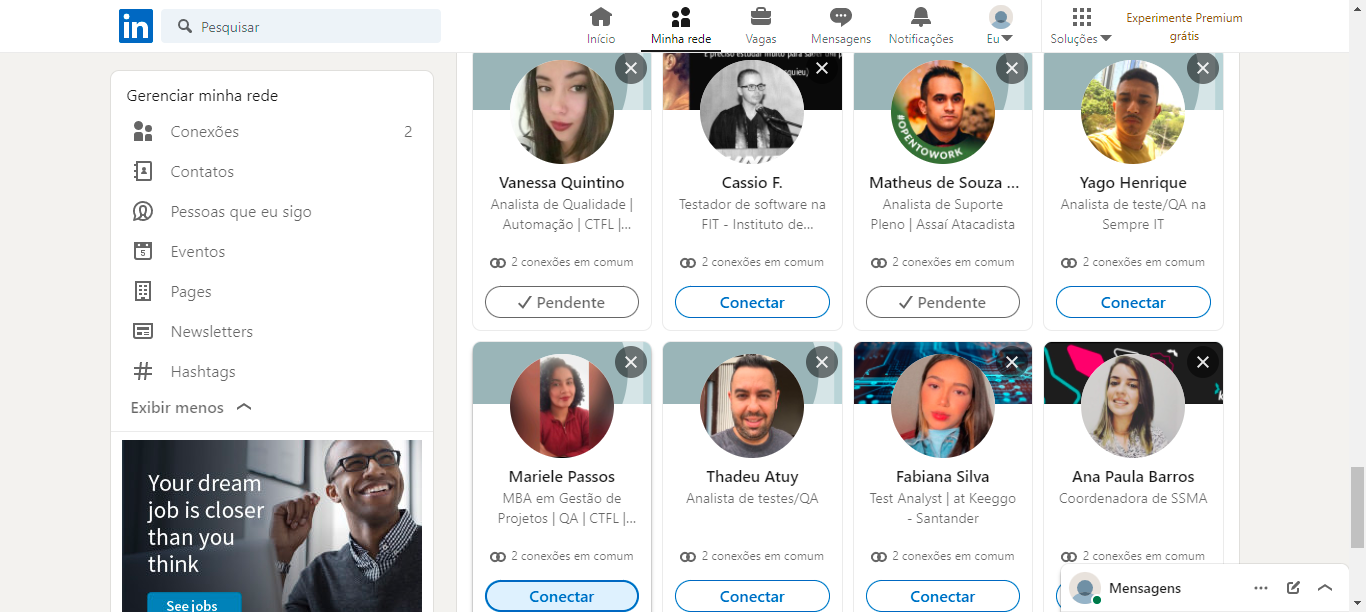 in
Pesquisar
Início
Minha rede
Vagas
Mensagens
Notificações
Eu
Soluções
Experimente Premium
grátis
Gerenciar minha rede
Conexões 2
Contatos
Pessoas que eu sigo
Eventos
5
Pages
Newsletters
Hashtags
Exibir menos
Your dream
job is closer
than you
think
See jobs
#OPENTOWORK
Vanessa Quintino
Analista de Qualidade |
Automação | CTFL |...
2 conexões em comum
Pendente
Cassio F.
Testador de software na
FIT - Instituto de...
2 conexões em comum
Conectar
Matheus de Souza ...
Analista de Suporte
Pleno | Assaí Atacadista
2 conexões em comum
Pendente
Yago Henrique
Analista de teste/QA na
Sempre IT
2 conexões em comum
Conectar
Mariele Passos
MBA em Gestão de
Projetos | QA | CTFL |...
2 conexões em comum
Conectar
Thadeu Atuy
Analista de testes/QA
2 conexões em comum
Conectar
Fabiana Silva
Test Analyst | at Keeggo
- Santander
2 conexões em comum
Conectar
Ana Paula Barros
Coordenadora de SSMA
2 conexões em comum
Mensagens